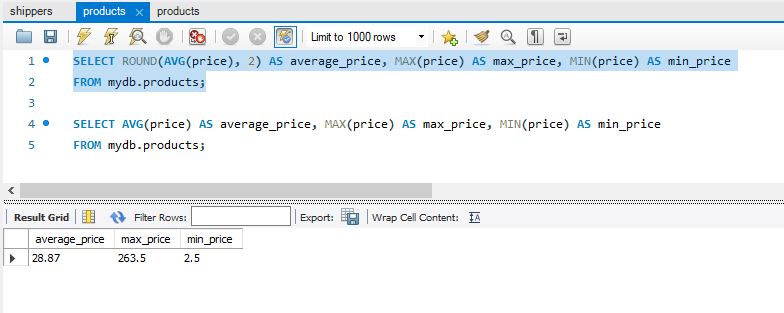 shippers products products
Limit to 1000 rows
1 SELECT ROUND(AVG(price), 2) AS average_price, MAX(price) AS max_price, MIN(price) AS min_price
2 FROM mydb.products;
3
4 SELECT AVG(price) AS average_price, MAX(price) AS max_price, MIN(price) AS min_price
5 FROM mydb.products;
Result Grid Filter Rows: Export: Wrap Cell Content:
average_price max_price min_price
28.87 263.5 2.5